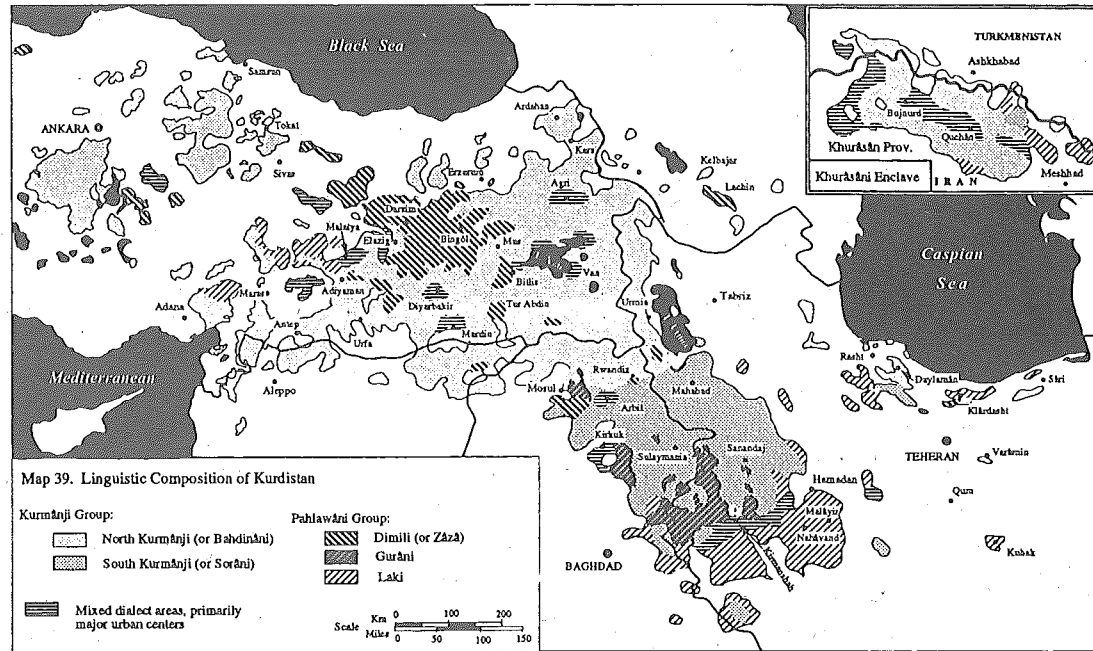 Black Sea
Samsun
ANKARA
Tokat
Sivas
Ardahan
Kars
Erzerum
Agri
Kelbajar
Lachin
TURKMENISTAN
Ashkhabad
Bujnurd
Quchân
Khurâsân Prov.
Meshhad
Khurâsâni Enclave
IRAN
Darsim
Malatya
Elazig
Bingöl
Mus
Van
Bitlis
Adiyaman
Diyarbakir
Tur Abdin
Adana
Maras
Antep
Urfa
Mardin
Urmia
Tabriz
Caspian
Sea
Mediterranean
Aleppo
Mosul
Rwandiz
Mahabad
Arbil
Kirkuk
Sulaymania
Sanandaj
Rasht
Daylamân
Sâri
Klârdasht
TEHERAN
Varâmin
Hamadan
Malâyir
Nahâvand
Qum
Kirmanshah
BAGHDAD
Kuhak
Map 39. Linguistic Composition of Kurdistan
Kurmânji Group:
North Kurmânji (or Bahdinâni)
South Kurmânji (or Sorâni)
Pahlawâni Group:
Dimili (or Zâzâ)
Gurâni
Laki
Mixed dialect areas, primarily
major urban centers
Scale
Km 0 100 200
Miles 0 50 100 150